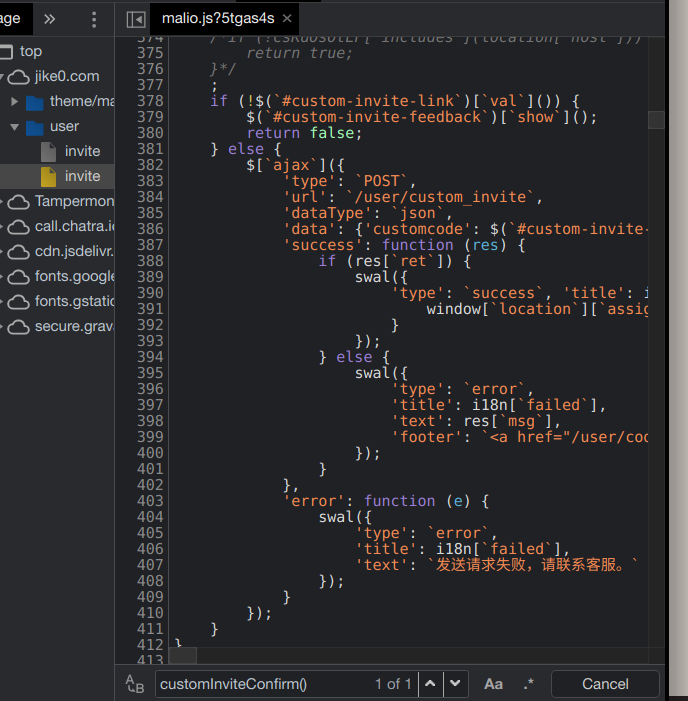 age
malio.js?5tgas4s
top
jike0.com
theme/ma
user
invite
invite
Tampermon
call.chatra.i
cdn.jsdelivr.
fonts.google
fonts.gstatic
secure.grav
374
375 return true;
376 }*/
377 ;
378 if (!$(`#custom-invite-link`)[`val`]()) {
379 $(`#custom-invite-feedback`)[`show`]();
380 return false;
381 } else {
382 $[`ajax`]({
383 'type': `POST`,
384 'url': `/user/custom_invite`,
385 'dataType': `json`,
386 'data': {'customcode': $(`#custom-invite-
387 'success': function (res) {
388 if (res[`ret`]) {
389 swal({
390 'type': `success`, 'title': i
391 window[`location`][`assig
392 }
393 });
394 } else {
395 swal({
396 'type': `error`,
397 'title': i18n[`failed`],
398 'text': res[`msg`],
399 'footer': `<a href="/user/cod
400 });
401 }
402 },
403 'error': function (e) {
404 swal({
405 'type': `error`,
406 'title': i18n[`failed`],
407 'text': `发送请求失败，请联系客服。`
408 });
409 }
410 });
411 }
412 }
413
customInviteConfirm() 1 of 1 Aa .* Cancel